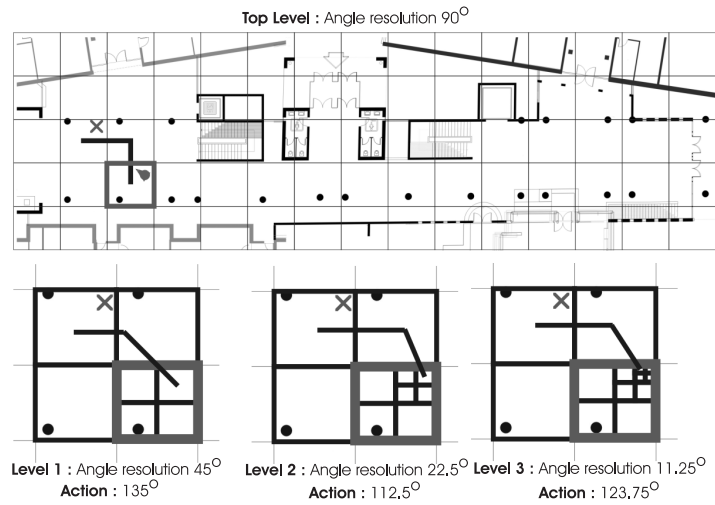 Top Level : Angle resolution 90°
Level 1 : Angle resolution 45°
Action : 135°
Level 2 : Angle resolution 22.5°
Action : 112.5°
Level 3 : Angle resolution 11.25°
Action : 123.75°